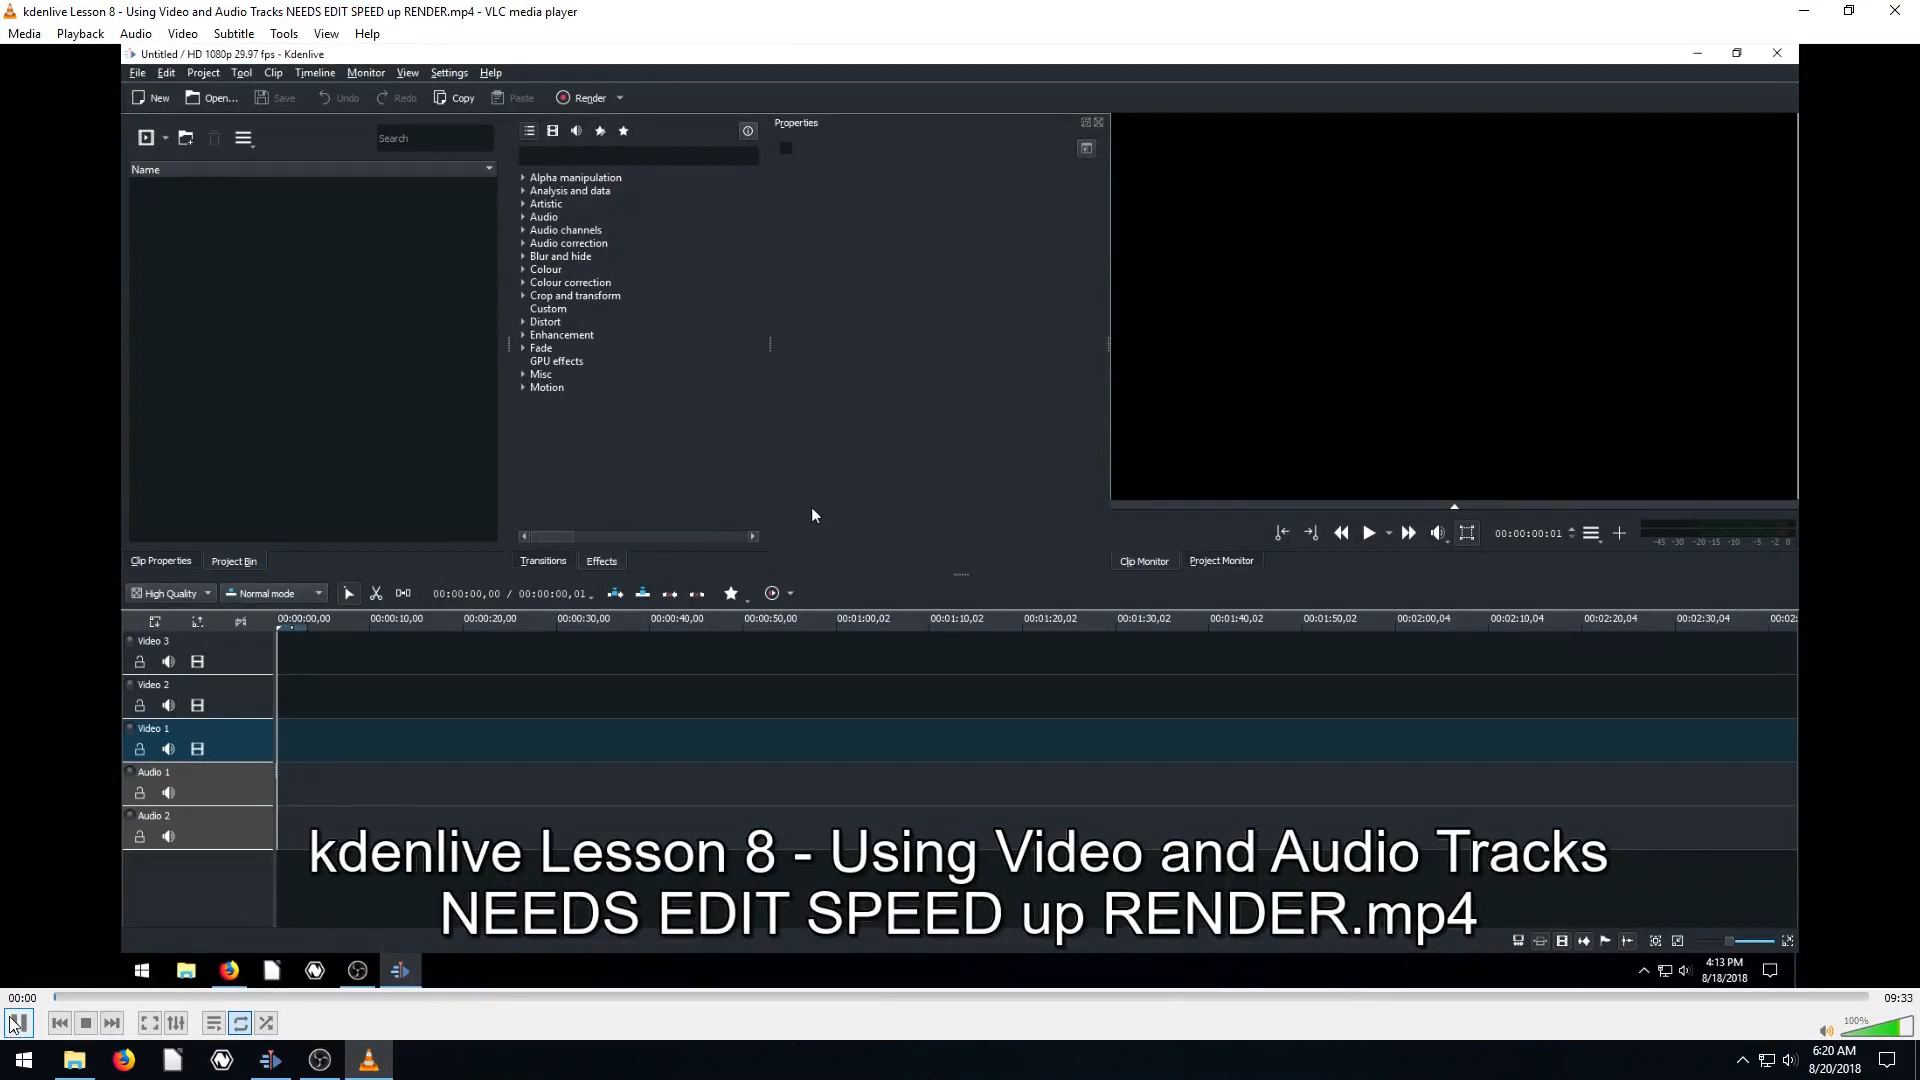 kdenlive Lesson 8 - Using Video and Audio Tracks NEEDS EDIT SPEED up RENDER.mp4 - VLC media player
Media Playback Audio Video Subtitle Tools View Help
Untitled / HD 1080p 29.97 fps - Kdenlive
File Edit Project Tool Clip Timeline Monitor View Settings Help
New Open... Save Undo Redo Copy Paste Render
Search
Properties
Name
Alpha manipulation
Analysis and data
Artistic
Audio
Audio channels
Audio correction
Blur and hide
Colour
Colour correction
Crop and transform
Custom
Distort
Enhancement
Fade
GPU effects
Misc
Motion
00:00:00:01
-45 -30 -20 -15 -10 -5 -2 0
Clip Properties Project Bin Transitions Effects Clip Monitor Project Monitor
High Quality Normal mode 00:00:00,00 / 00:00:00,01
00:00:00,00 00:00:10,00 00:00:20,00 00:00:30,00 00:00:40,00 00:00:50,00 00:01:00,02 00:01:10,02 00:01:20,02 00:01:30,02 00:01:40,02 00:01:50,02 00:02:00,04 00:02:10,04 00:02:20,04 00:02:30,04 00:02:
Video 3
Video 2
Video 1
Audio 1
Audio 2
kdenlive Lesson 8 - Using Video and Audio Tracks
NEEDS EDIT SPEED up RENDER.mp4
4:13 PM
8/18/2018
00:00 09:33
100%
6:20 AM
8/20/2018